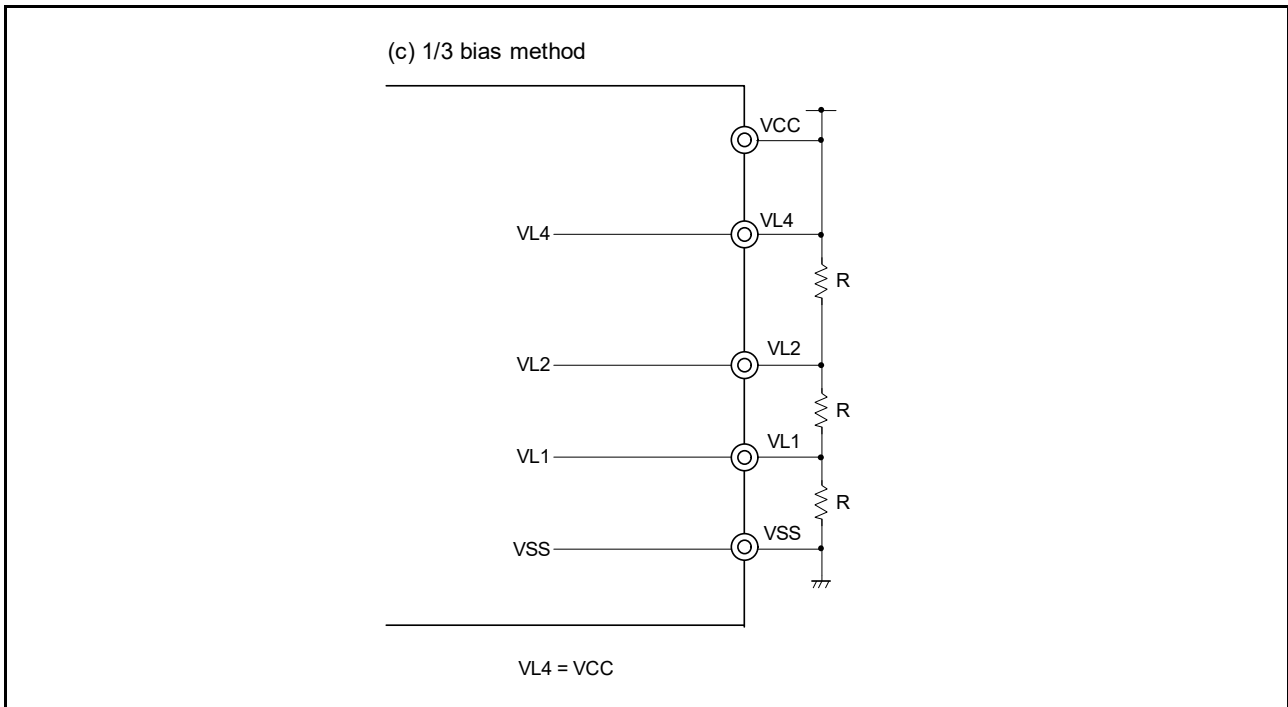 (c) 1/3 bias method
VCC
VL4 VL4
R
VL2 VL2
R
VL1 VL1
R
VSS VSS
VL4 = VCC